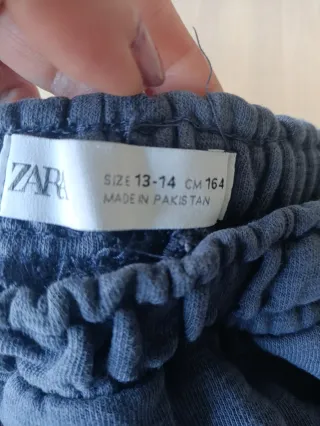 ZARA
SIZE 13-14 CM 164
MADE IN PAKISTAN